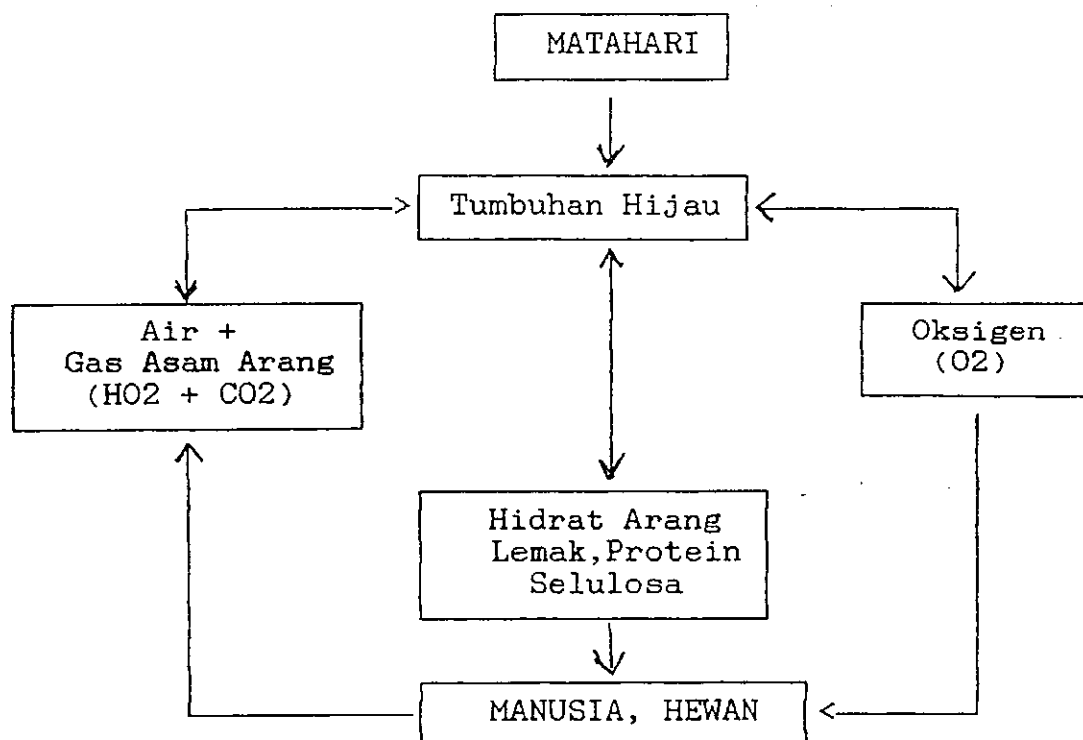 MATAHARI
Tumbuhan Hijau
Air +
Gas Asam Arang
(HO2 + CO2)
Oksigen
(O2)
Hidrat Arang
Lemak,Protein
Selulosa
MANUSIA, HEWAN